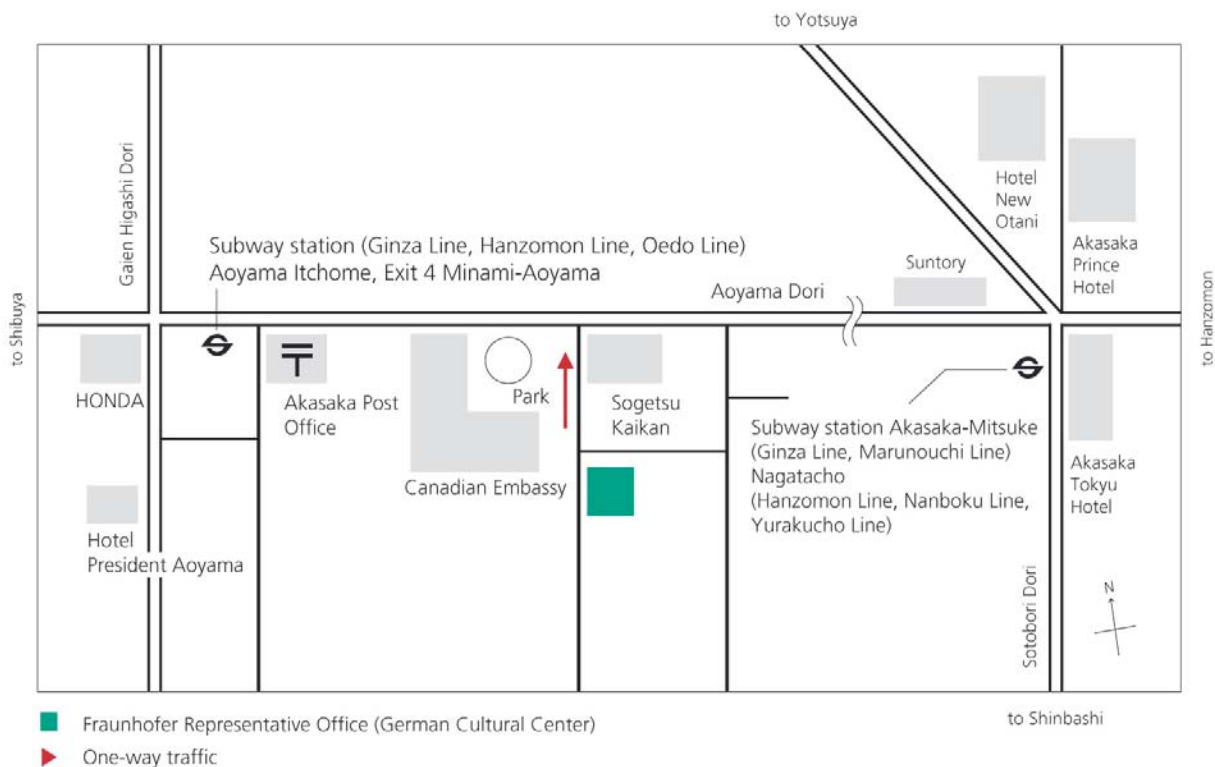 to Yotsuya
Gaien Higashi Dori
Hotel
New
Otani
Akasaka
Prince
Hotel
Subway station (Ginza Line, Hanzomon Line, Oedo Line)
Aoyama Itchome, Exit 4 Minami-Aoyama
Suntory
Aoyama Dori
to Shibuya
to Hanzomon
HONDA
Akasaka Post
Office
Park
Sogetsu
Kaikan
Canadian Embassy
Subway station Akasaka-Mitsuke
(Ginza Line, Marunouchi Line)
Nagatacho
(Hanzomon Line, Nanboku Line,
Yurakucho Line)
Akasaka
Tokyu
Hotel
Hotel
President Aoyama
Sotobori Dori
N
to Shinbashi
Fraunhofer Representative Office (German Cultural Center)
One-way traffic